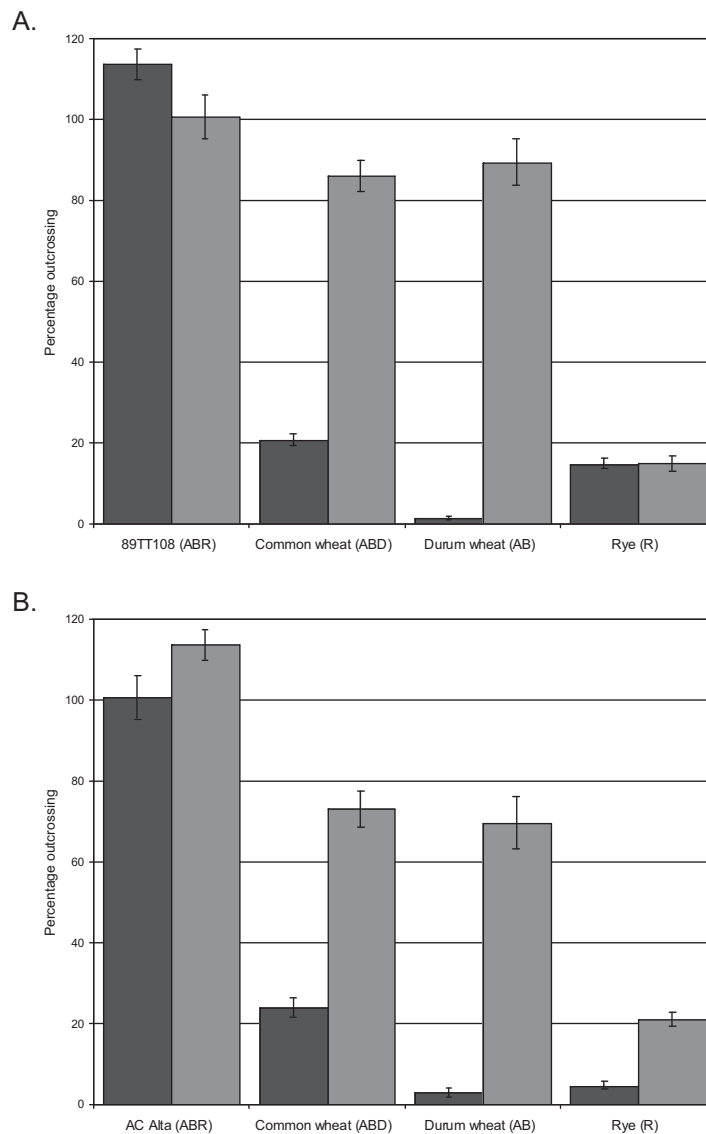 A.
120
100
80
60
40
20
0
Percentage outcrossing
89TT108 (ABR) Common wheat (ABD) Durum wheat (AB) Rye (R)
B.
120
100
80
60
40
20
0
Percentage outcrossing
AC Alta (ABR) Common wheat (ABD) Durum wheat (AB) Rye (R)